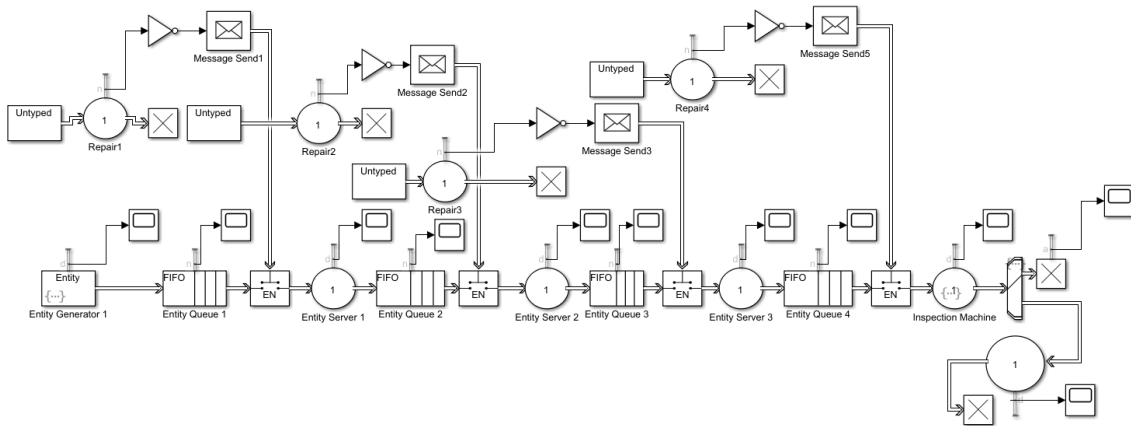 n
Message Send1
Untyped
1
Repair1
n
Message Send2
Untyped
1
Repair2
n
Message Send3
Untyped
1
Repair3
n
Message Send5
Untyped
1
Repair4
d
Entity
{...}
Entity Generator 1
n
FIFO
Entity Queue 1
EN
d
1
Entity Server 1
n
FIFO
Entity Queue 2
EN
d
1
Entity Server 2
n
FIFO
Entity Queue 3
EN
d
1
Entity Server 3
n
FIFO
Entity Queue 4
EN
d
1
Inspection Machine
a
1
d